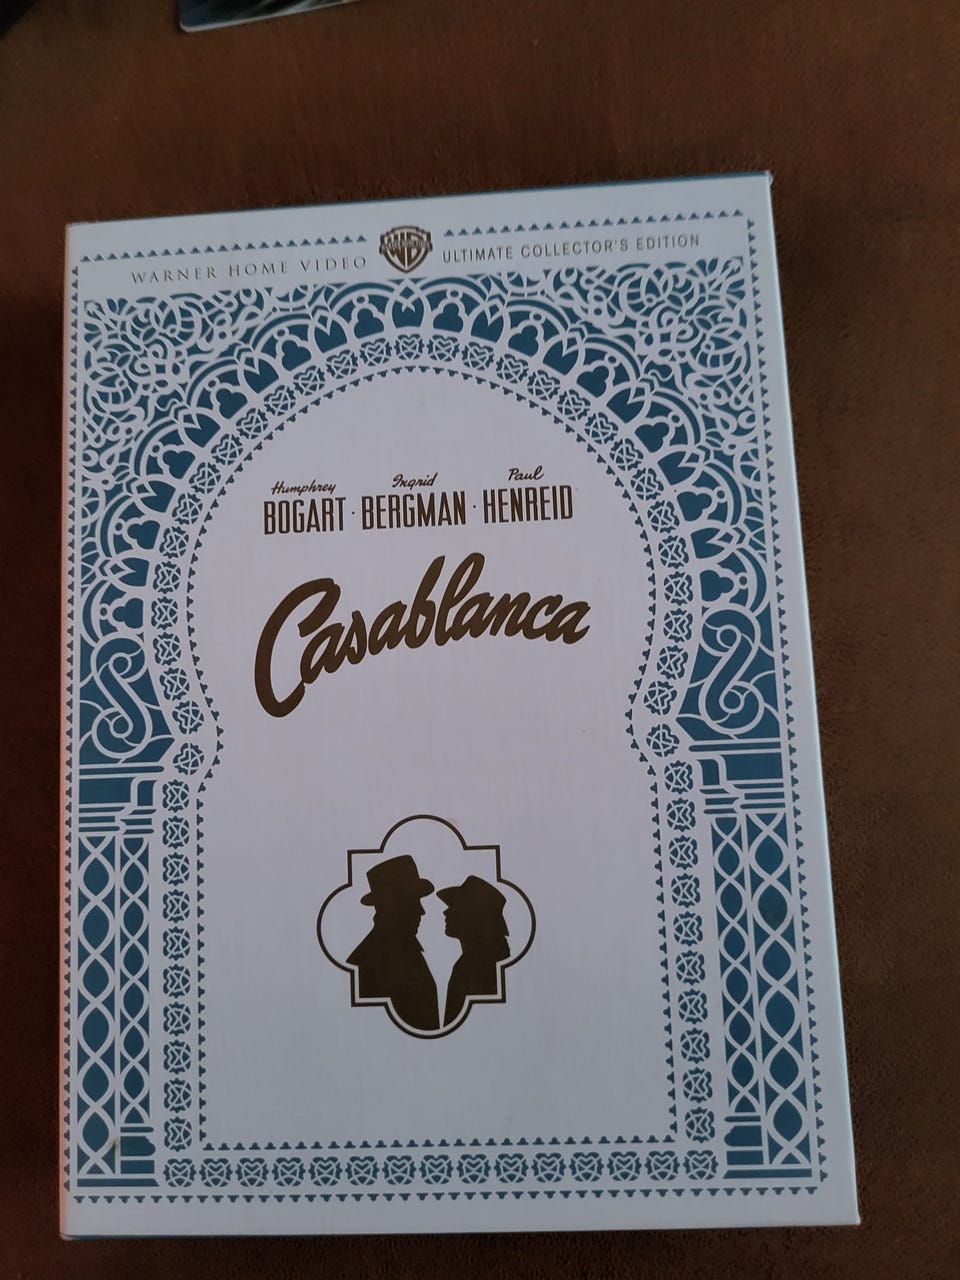 WARNER HOME VIDEO WB ULTIMATE COLLECTOR'S EDITION
Humphrey Ingrid Paul
BOGART · BERGMAN · HENREID
Casablanca